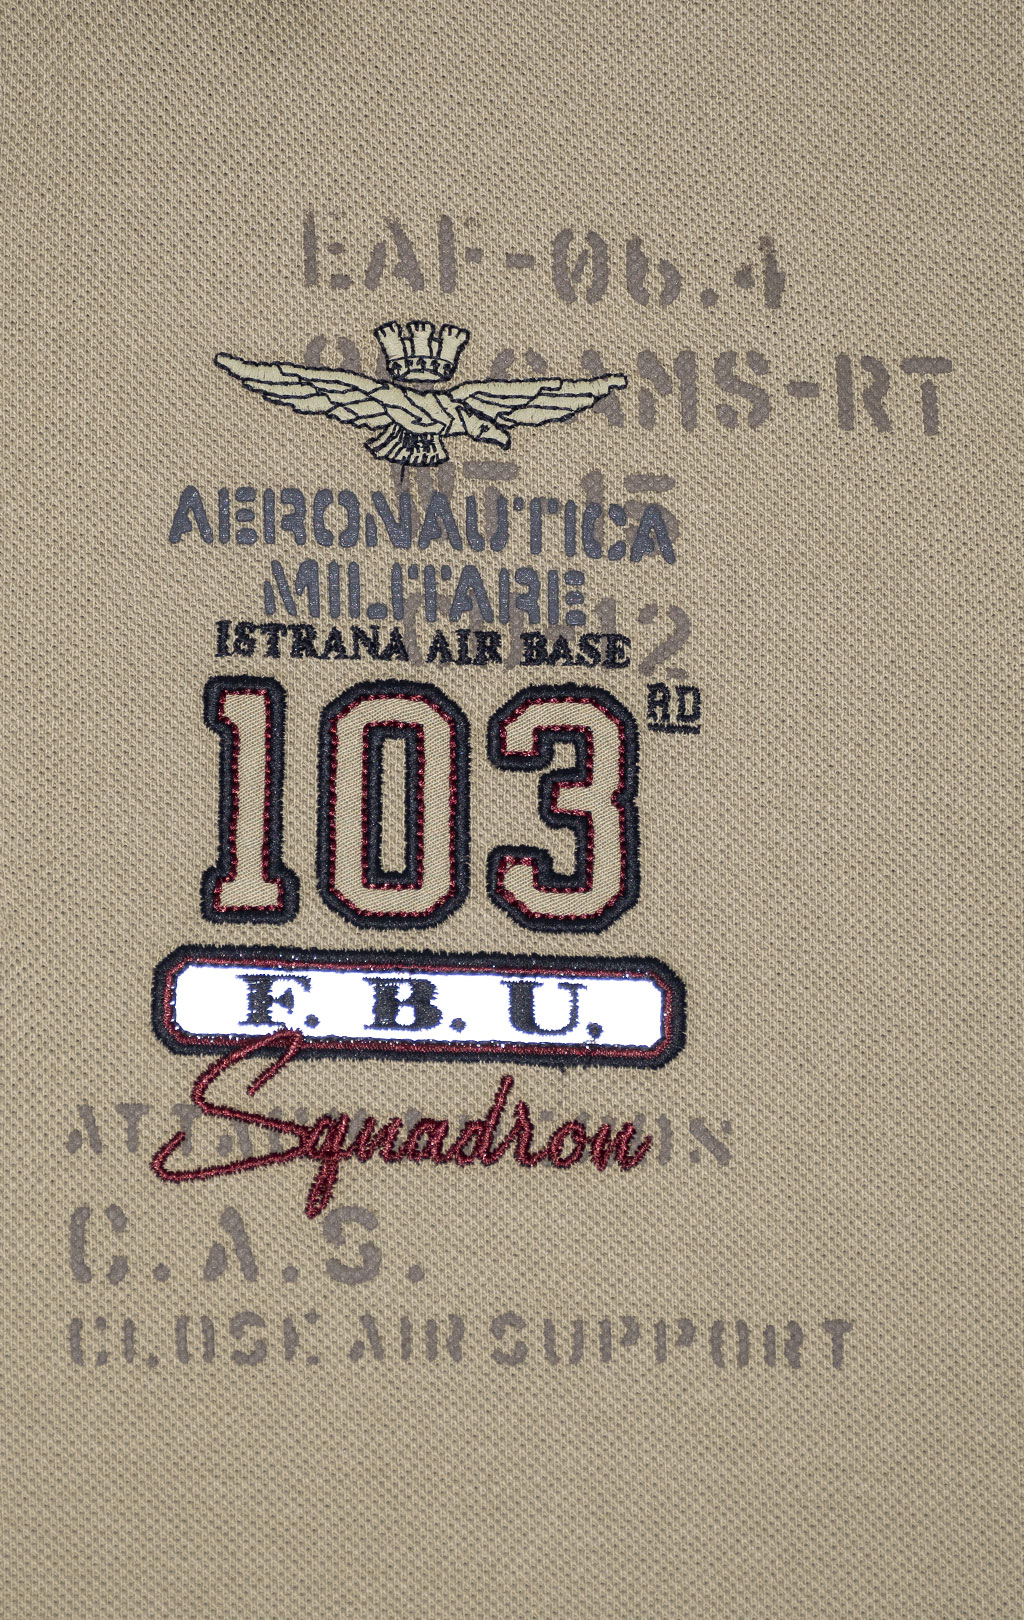 EAF-06.4
AMS-RT
AERONAUTICA
MILITARE
ISTRANA AIR BASE
103RD
F. B. U.
Squadron
C.A.S.
CLOSE AIR SUPPORT